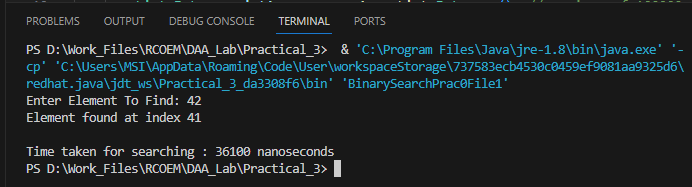 PROBLEMS OUTPUT DEBUG CONSOLE TERMINAL PORTS
PS D:\Work_Files\RCOEM\DAA_Lab\Practical_3> & 'C:\Program Files\Java\jre-1.8\bin\java.exe' '-
cp' 'C:\Users\MSI\AppData\Roaming\Code\User\workspaceStorage\737583ecb4530c0459ef9081aa9325d6\
redhat.java\jdt_ws\Practical_3_da3308f6\bin' 'BinarySearchPrac0File1'
Enter Element To Find: 42
Element found at index 41
Time taken for searching : 36100 nanoseconds
PS D:\Work_Files\RCOEM\DAA_Lab\Practical_3>